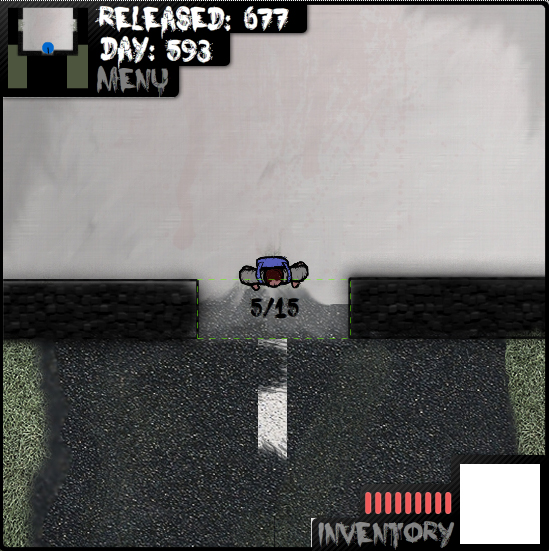 RELEASED: 677
DAY: 593
MENU
5/15
INVENTORY